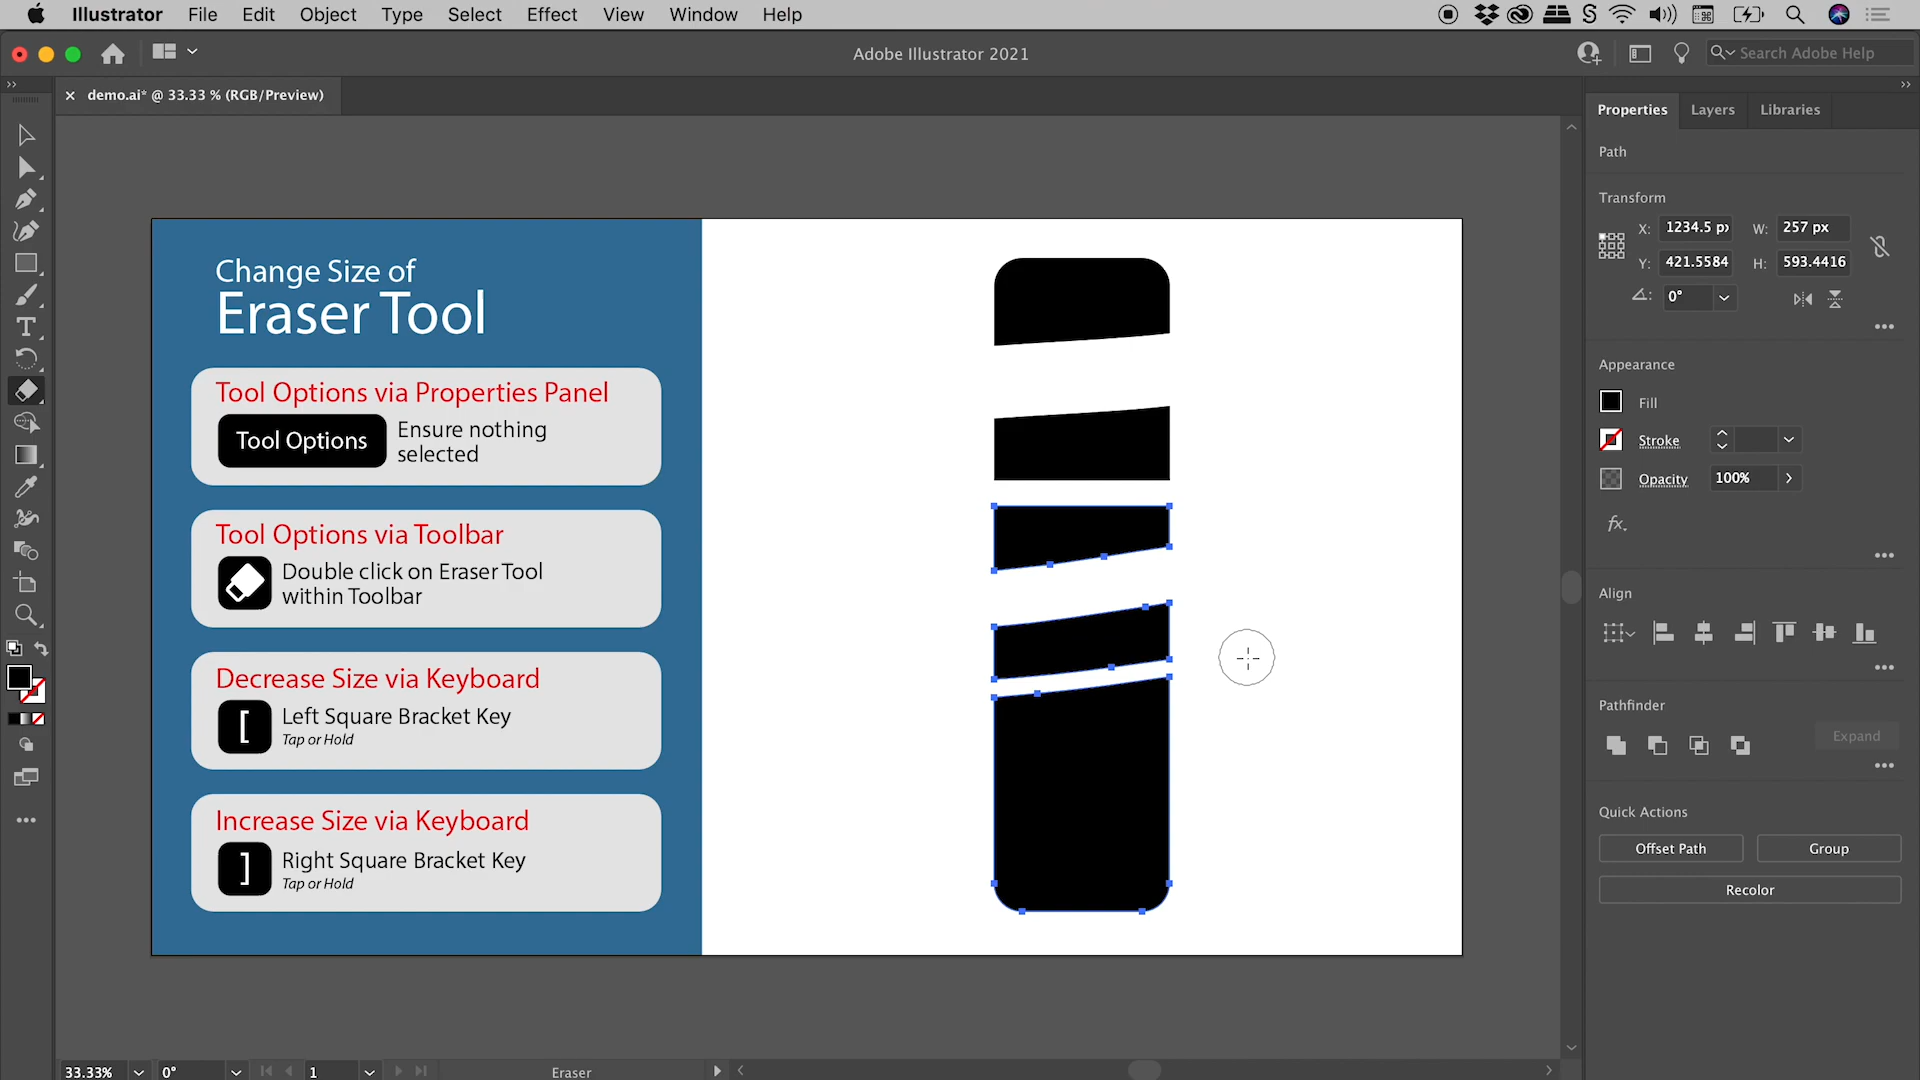 Illustrator File Edit Object Type Select Effect View Window Help
Adobe Illustrator 2021
Search Adobe Help
demo.ai* @ 33.33 % (RGB/Preview)
Change Size of
Eraser Tool
Tool Options via Properties Panel
Tool Options
Ensure nothing
selected
Tool Options via Toolbar
Double click on Eraser Tool
within Toolbar
Decrease Size via Keyboard
[
Left Square Bracket Key
Tap or Hold
Increase Size via Keyboard
]
Right Square Bracket Key
Tap or Hold
Properties Layers Libraries
Path
Transform
X: 1234.5 px W: 257 px
Y: 421.5584 H: 593.4416
0°
Appearance
Fill
Stroke
Opacity 100%
fx.
Align
Pathfinder
Expand
Quick Actions
Offset Path Group
Recolor
33.33% 0° 1 Eraser